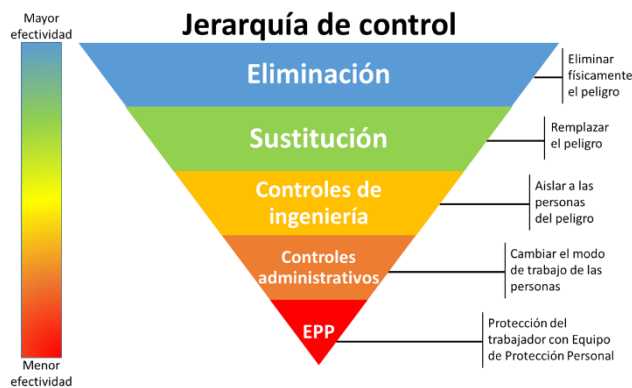 Jerarquía de control
Mayor
efectividad
Eliminación
Eliminar
físicamente
el peligro
Sustitución
Remplazar
el peligro
Controles de
ingeniería
Aislar a las
personas
del peligro
Controles
administrativos
Cambiar el modo
de trabajo de las
personas
EPP
Protección del
trabajador con Equipo
de Protección Personal
Menor
efectividad